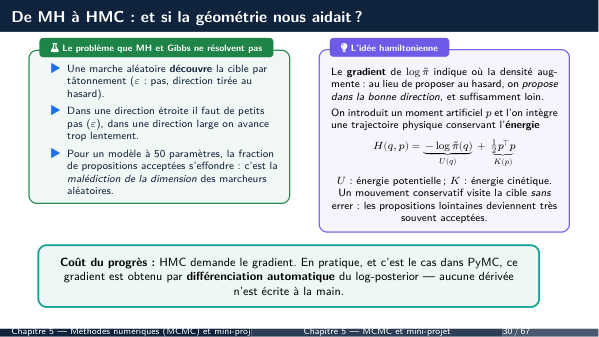 De MH à HMC : et si la géométrie nous aidait ?
Le problème que MH et Gibbs ne résolvent pas
Une marche aléatoire découvre la cible par
tâtonnement (ε : pas, direction tirée au
hasard).
Dans une direction étroite il faut de petits
pas (ε), dans une direction large on avance
trop lentement.
Pour un modèle à 50 paramètres, la fraction
de propositions acceptées s'effondre : c'est la
malédiction de la dimension des marcheurs
aléatoires.
L'idée hamiltonienne
Le gradient de log π̃ indique où la densité aug-
mente : au lieu de proposer au hasard, on propose
dans la bonne direction, et suffisamment loin.
On introduit un moment artificiel p et l'on intègre
une trajectoire physique conservant l'énergie
H(q, p) = − log π̃(q) + ½ p⊤p
U(q) K(p)
U : énergie potentielle ; K : énergie cinétique.
Un mouvement conservatif visite la cible sans
errer : les propositions lointaines deviennent très
souvent acceptées.
Coût du progrès : HMC demande le gradient. En pratique, et c'est le cas dans PyMC, ce
gradient est obtenu par différenciation automatique du log-posterior — aucune dérivée
n'est écrite à la main.
Chapitre 5 — Méthodes numériques (MCMC) et mini-proj Chapitre 5 — MCMC et mini-projet 30 / 67